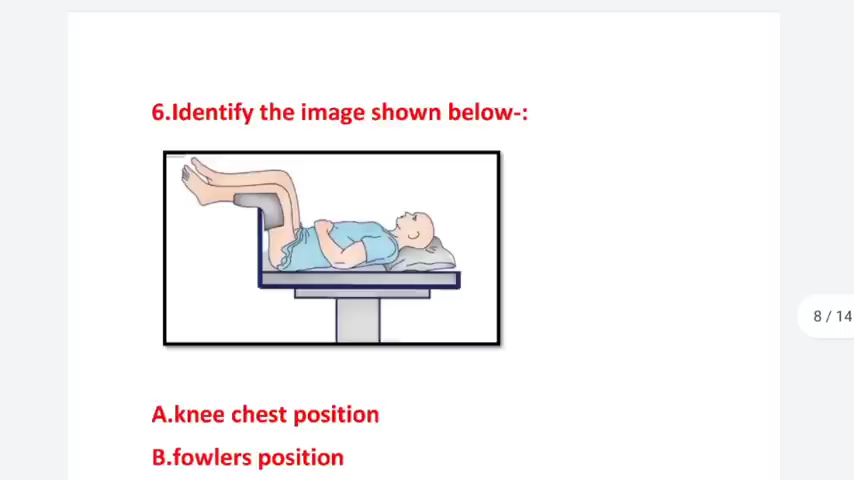 6.Identify the image shown below-:
8 / 14
A.knee chest position
B.fowlers position